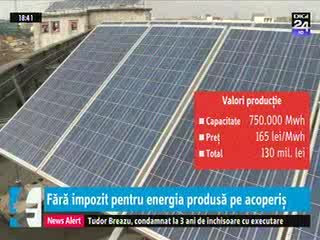 18:41
DIGI
24
HD
Valori producție
Capacitate 750.000 Mwh
Preț 165 lei/Mwh
Total 130 mil. lei
Fără impozit pentru energia produsă pe acoperiș
News Alert Tudor Breazu, condamnat la 3 ani de închisoare cu executare